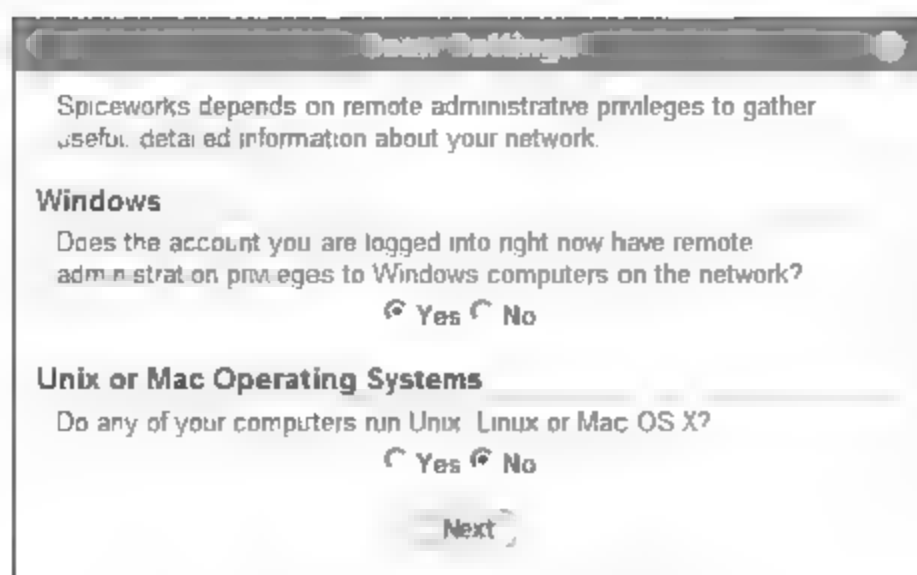 Spiceworks depends on remote administrative privileges to gather
useful detailed information about your network.
Windows
Does the account you are logged into right now have remote
administration privileges to Windows computers on the network?
Yes No
Unix or Mac Operating Systems
Do any of your computers run Unix Linux or Mac OS X?
Yes No
Next